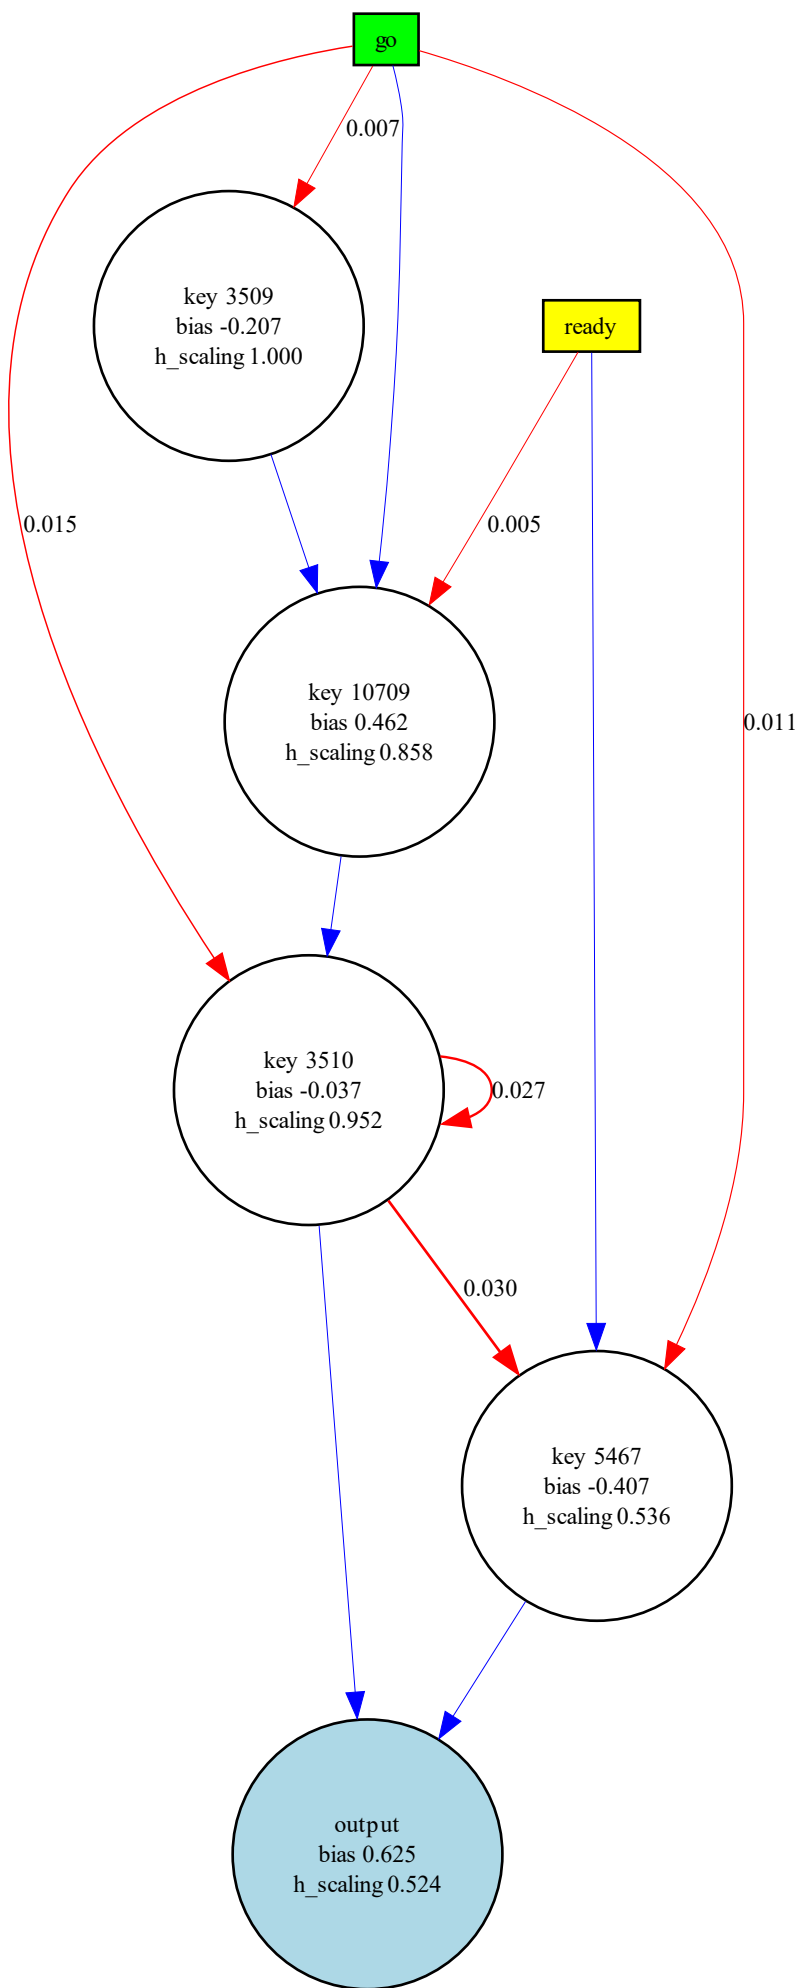 go
0.007
key 3509
bias -0.207
h_scaling 1.000
ready
0.015
0.005
key 10709
bias 0.462
h_scaling 0.858
0.011
key 3510
bias -0.037
h_scaling 0.952
0.027
0.030
key 5467
bias -0.407
h_scaling 0.536
output
bias 0.625
h_scaling 0.524